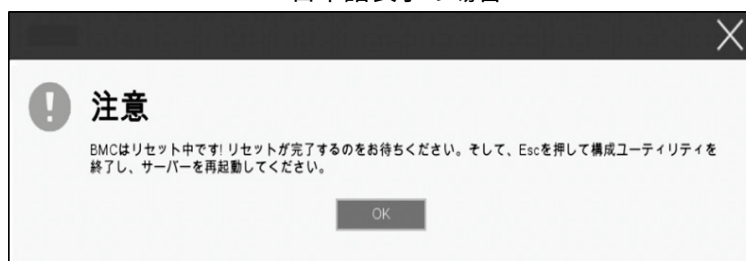 注意
BMCはリセット中です! リセットが完了するのをお待ちください。そして、Escを押して構成ユーティリティを
終了し、サーバーを再起動してください。
OK